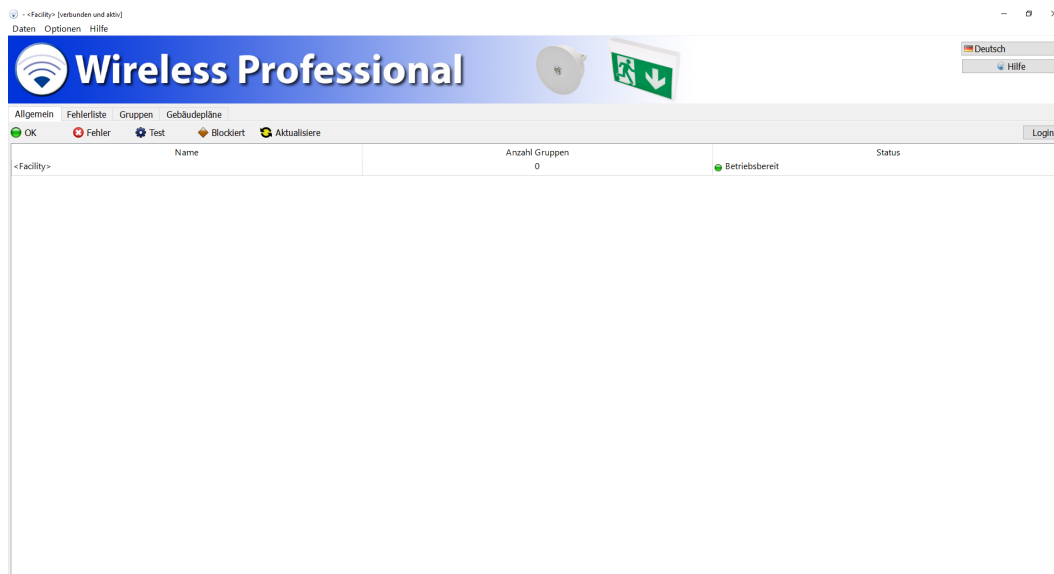 - <Facility> [verbunden und aktiv]
Daten Optionen Hilfe
Wireless Professional
Deutsch
Hilfe
Allgemein Fehlerliste Gruppen Gebäudepläne
OK Fehler Test Blockiert Aktualisiere
Login
Name Anzahl Gruppen Status
<Facility> 0 Betriebsbereit